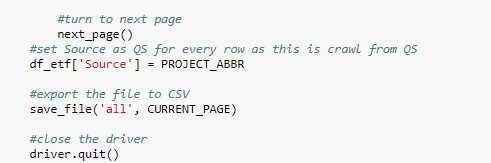 #turn to next page
next_page()
#set Source as QS for every row as this is crawl from QS
df_etf['Source'] = PROJECT_ABBR
#export the file to CSV
save_file('all', CURRENT_PAGE)
#close the driver
driver.quit()